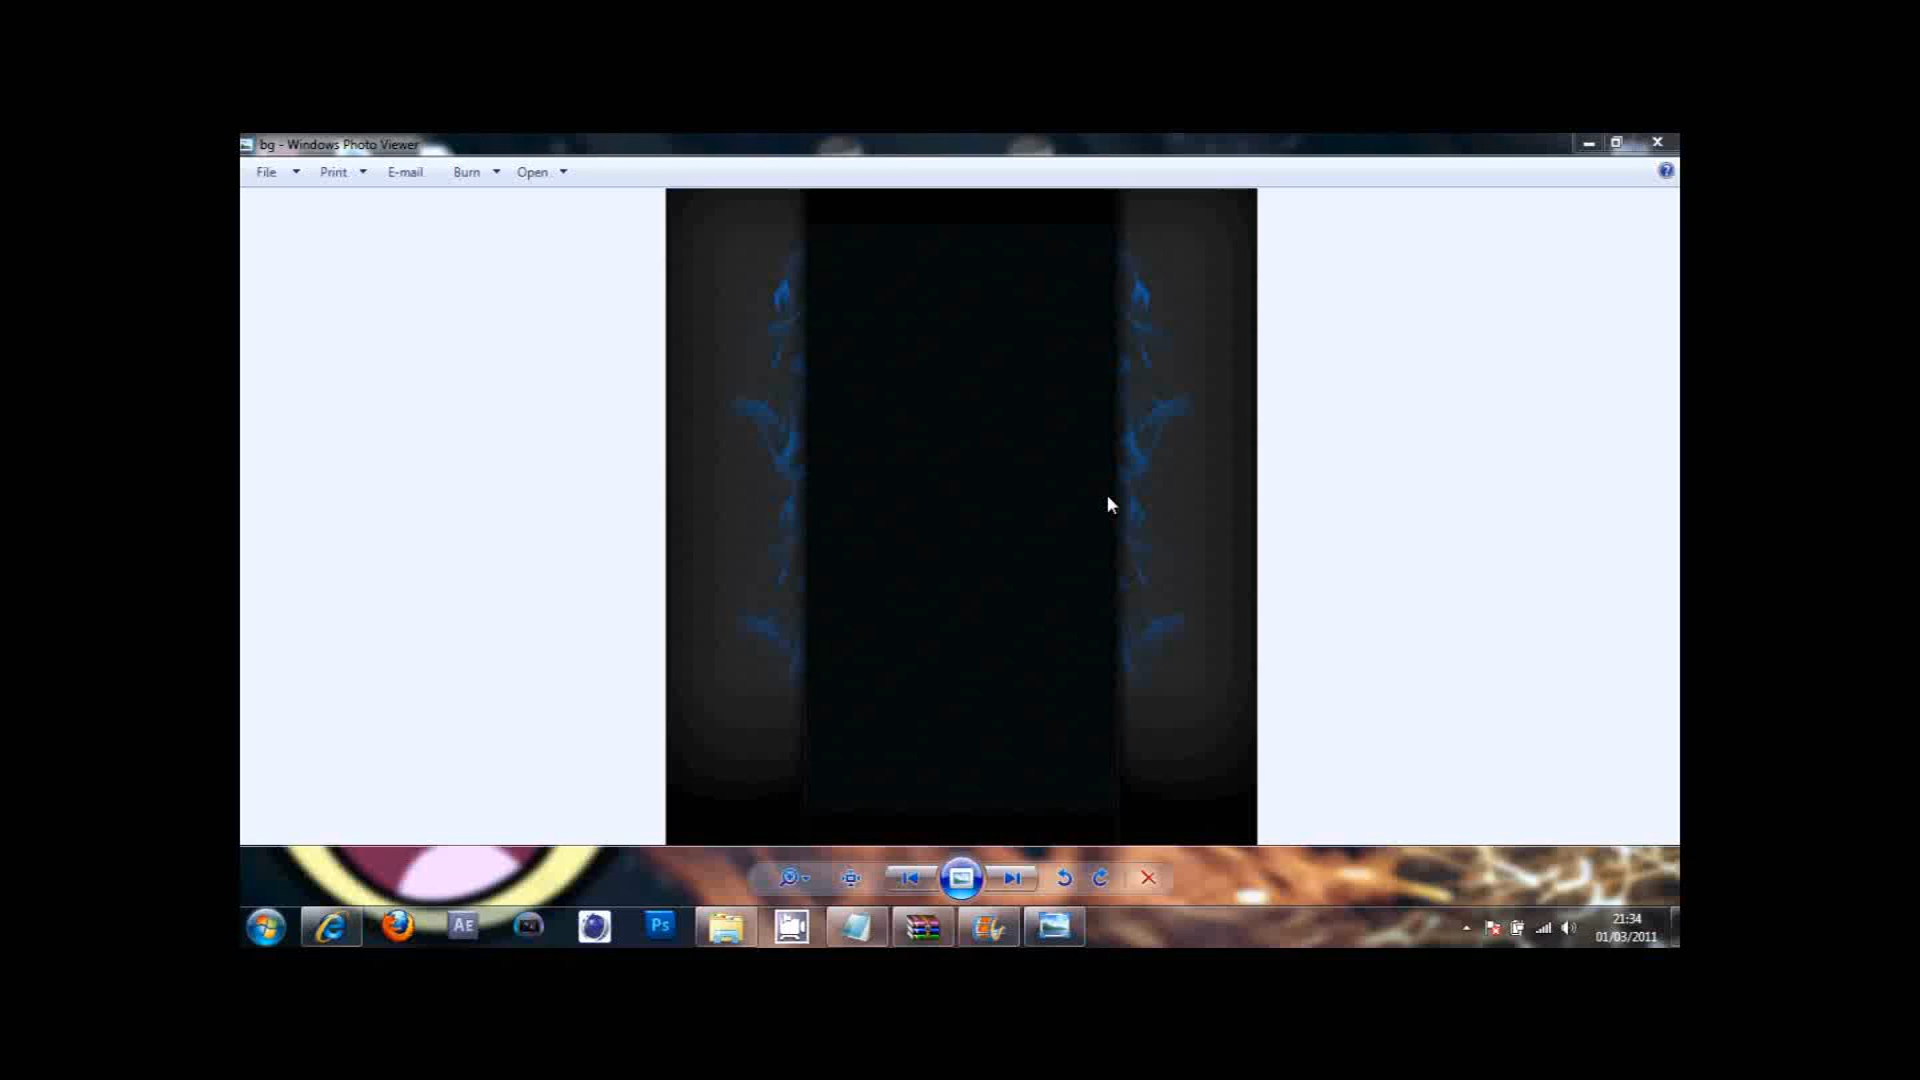 bg - Windows Photo Viewer
File Print E-mail Burn Open
AE
Ps
21:34
01/03/2011